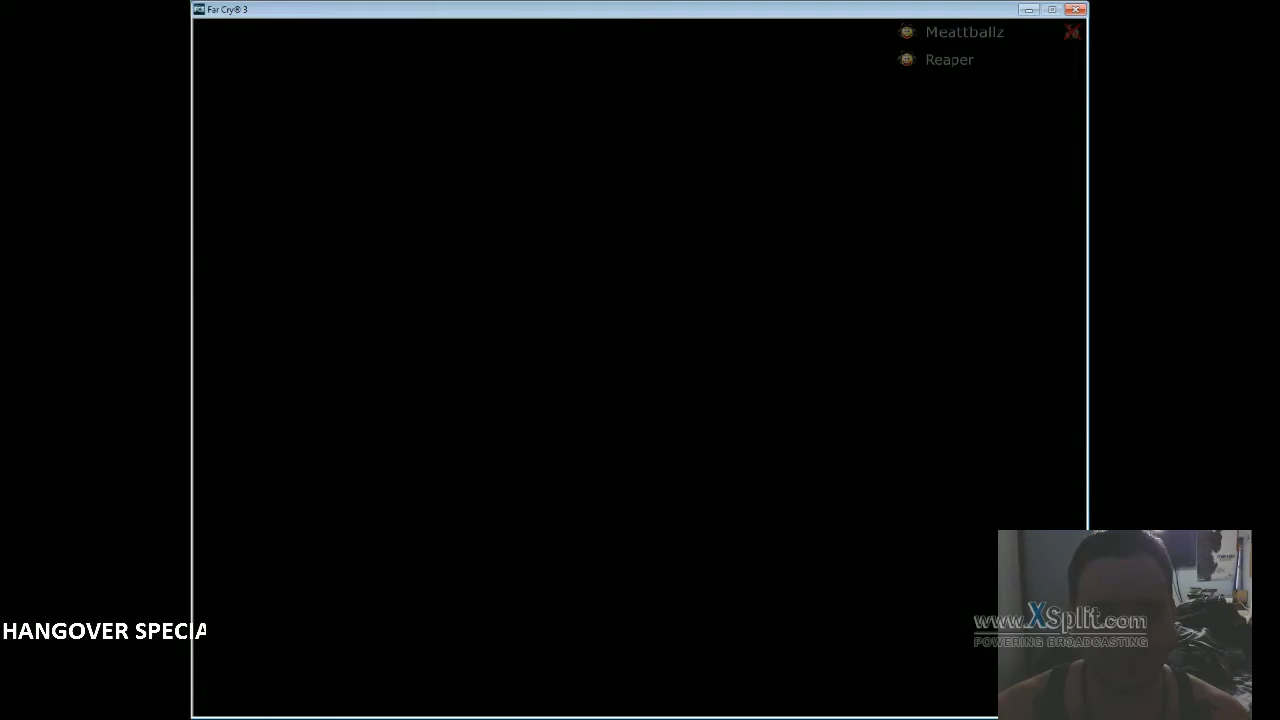 Far Cry® 3
Meattballz
Reaper
HANGOVER SPECIA
www.XSplit.com
POWERING BROADCASTING